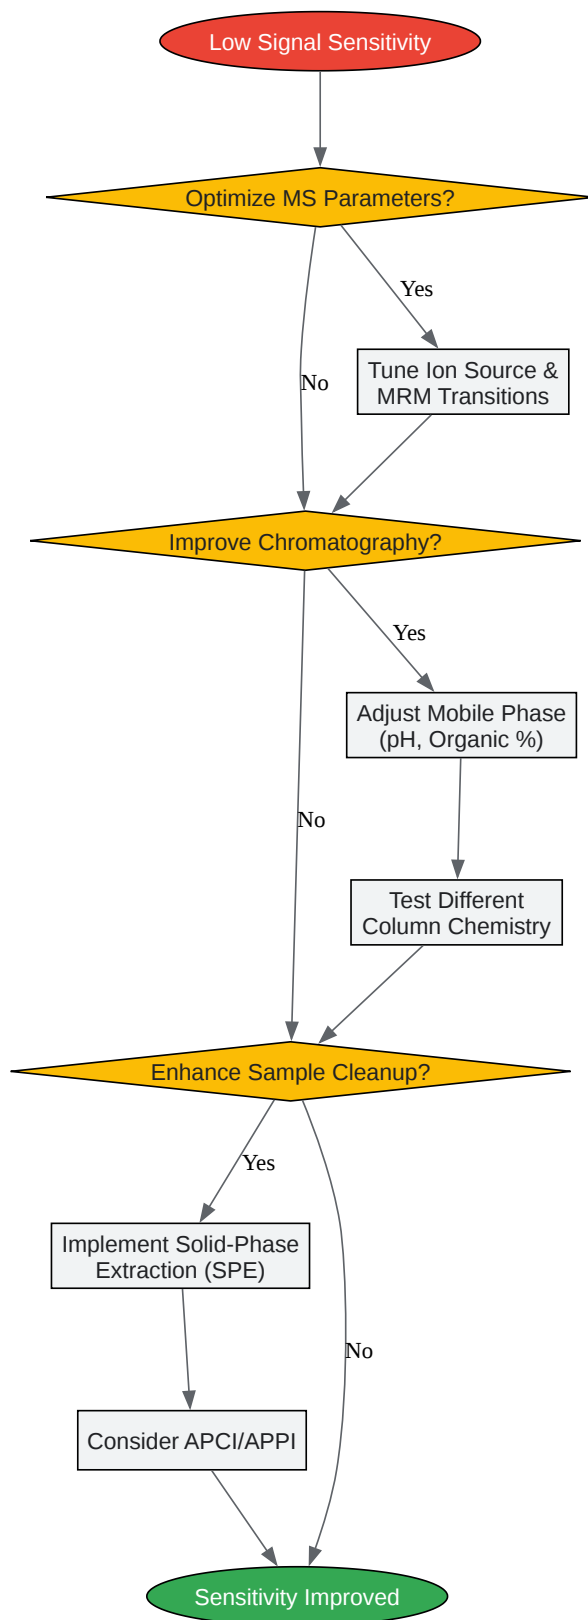 Low Signal Sensitivity
Optimize MS Parameters?
Yes
Tune Ion Source &
MRM Transitions
No
Improve Chromatography?
Yes
Adjust Mobile Phase
(pH, Organic %)
No
Test Different
Column Chemistry
Enhance Sample Cleanup?
Yes
Implement Solid-Phase
Extraction (SPE)
No
Consider APCI/APPI
Sensitivity Improved